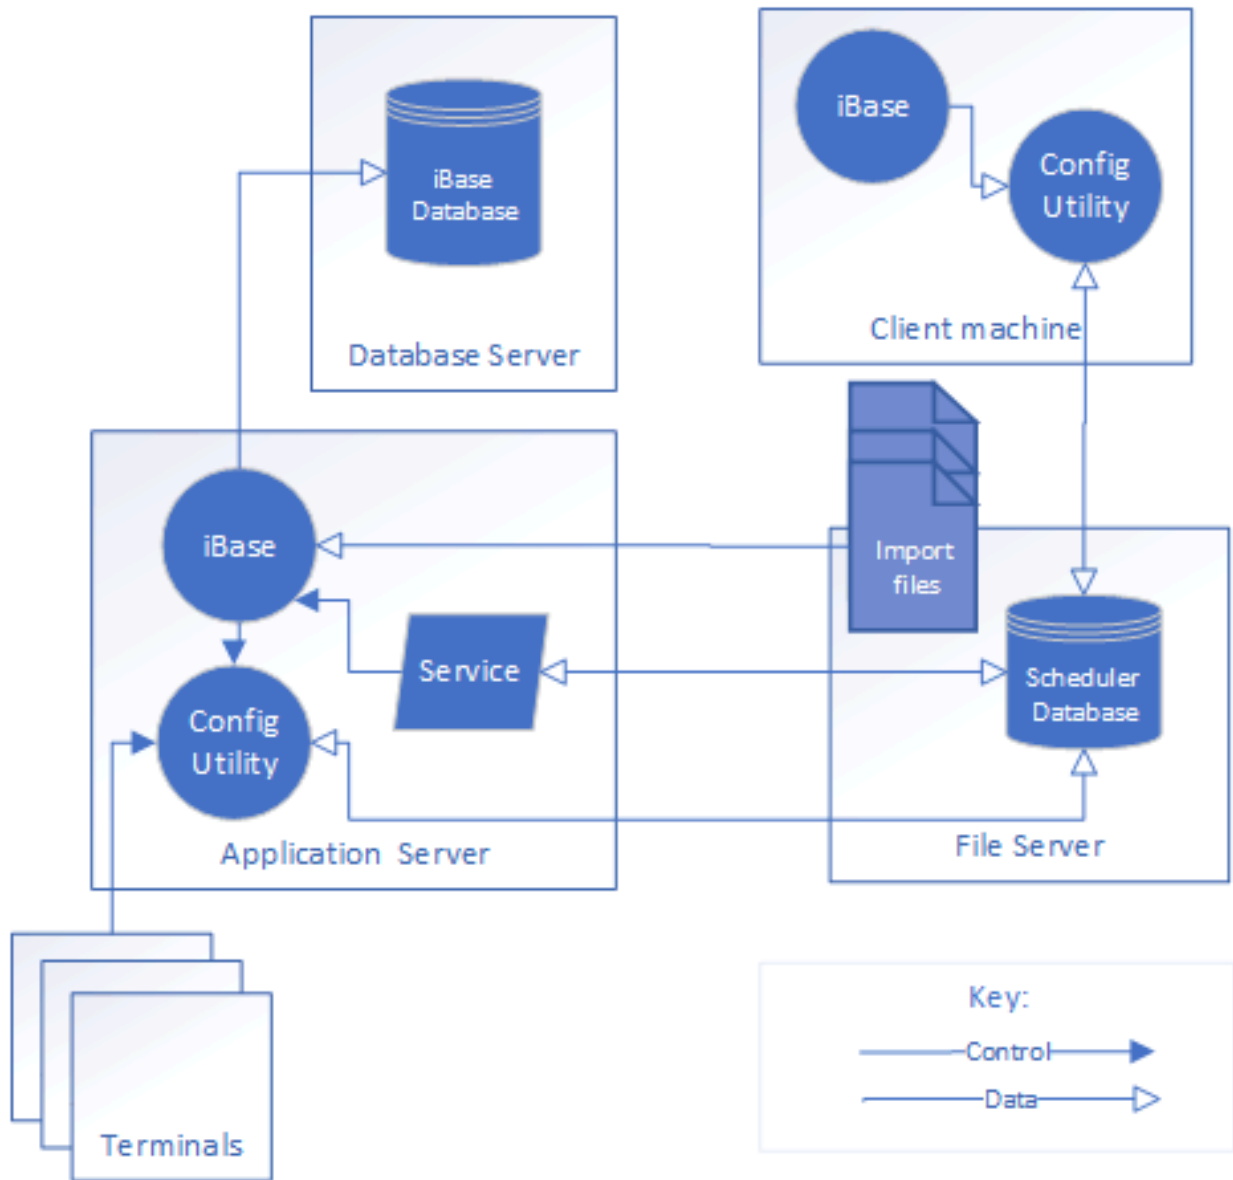 iBase
Database
Database Server
iBase
Config
Utility
Client machine
iBase
Service
Config
Utility
Application Server
Import
files
Scheduler
Database
File Server
Terminals
Key:
Control
Data